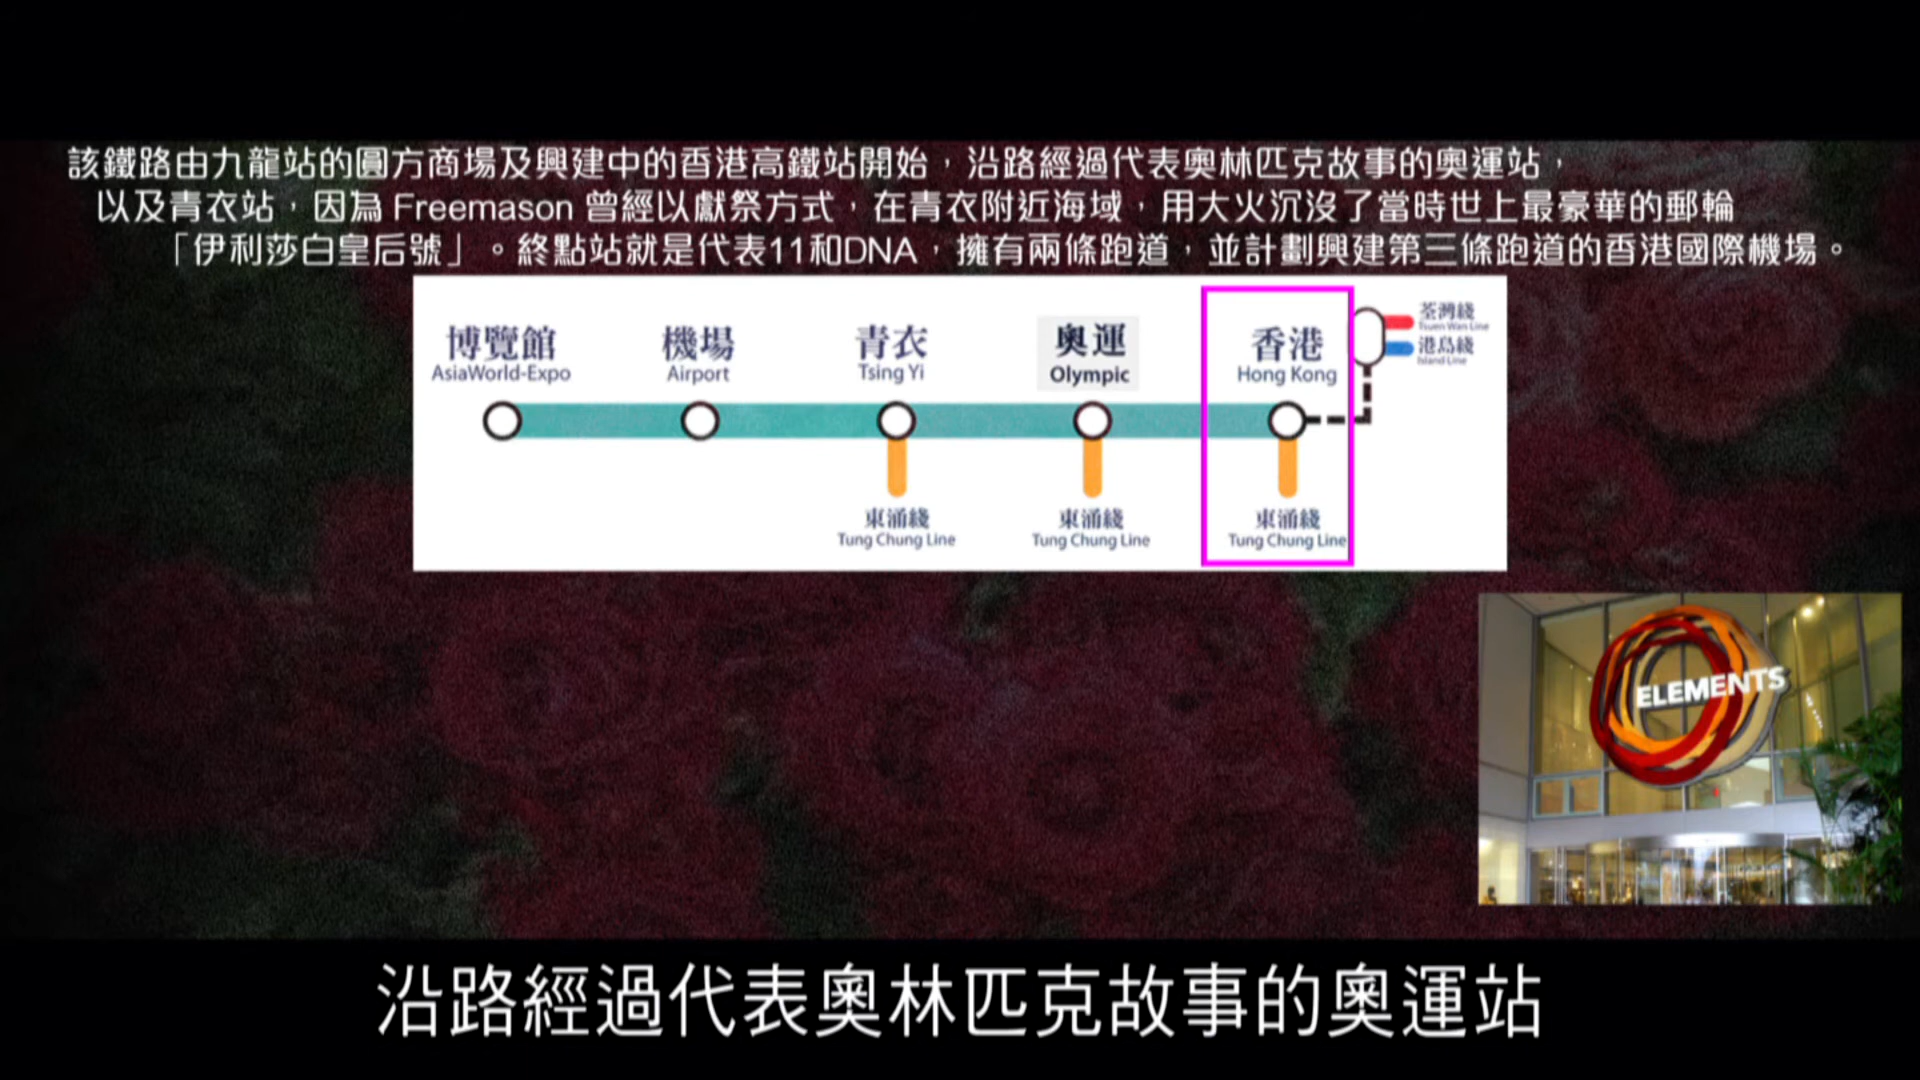 該鐵路由九龍站的圓方商場及興建中的香港高鐵站開始，沿路經過代表奧林匹克故事的奧運站，
以及青衣站，因為 Freemason 曾經以獻祭方式，在青衣附近海域，用大火沉沒了當時世上最豪華的郵輪
「伊利莎白皇后號」。終點站就是代表11和DNA，擁有兩條跑道，並計劃興建第三條跑道的香港國際機場。
博覽館
AsiaWorld-Expo
機場
Airport
青衣
Tsing Yi
奧運
Olympic
香港
Hong Kong
荃灣綫
Tsuen Wan Line
港島綫
Island Line
東涌綫
Tung Chung Line
東涌綫
Tung Chung Line
東涌綫
Tung Chung Line
ELEMENTS
沿路經過代表奧林匹克故事的奧運站